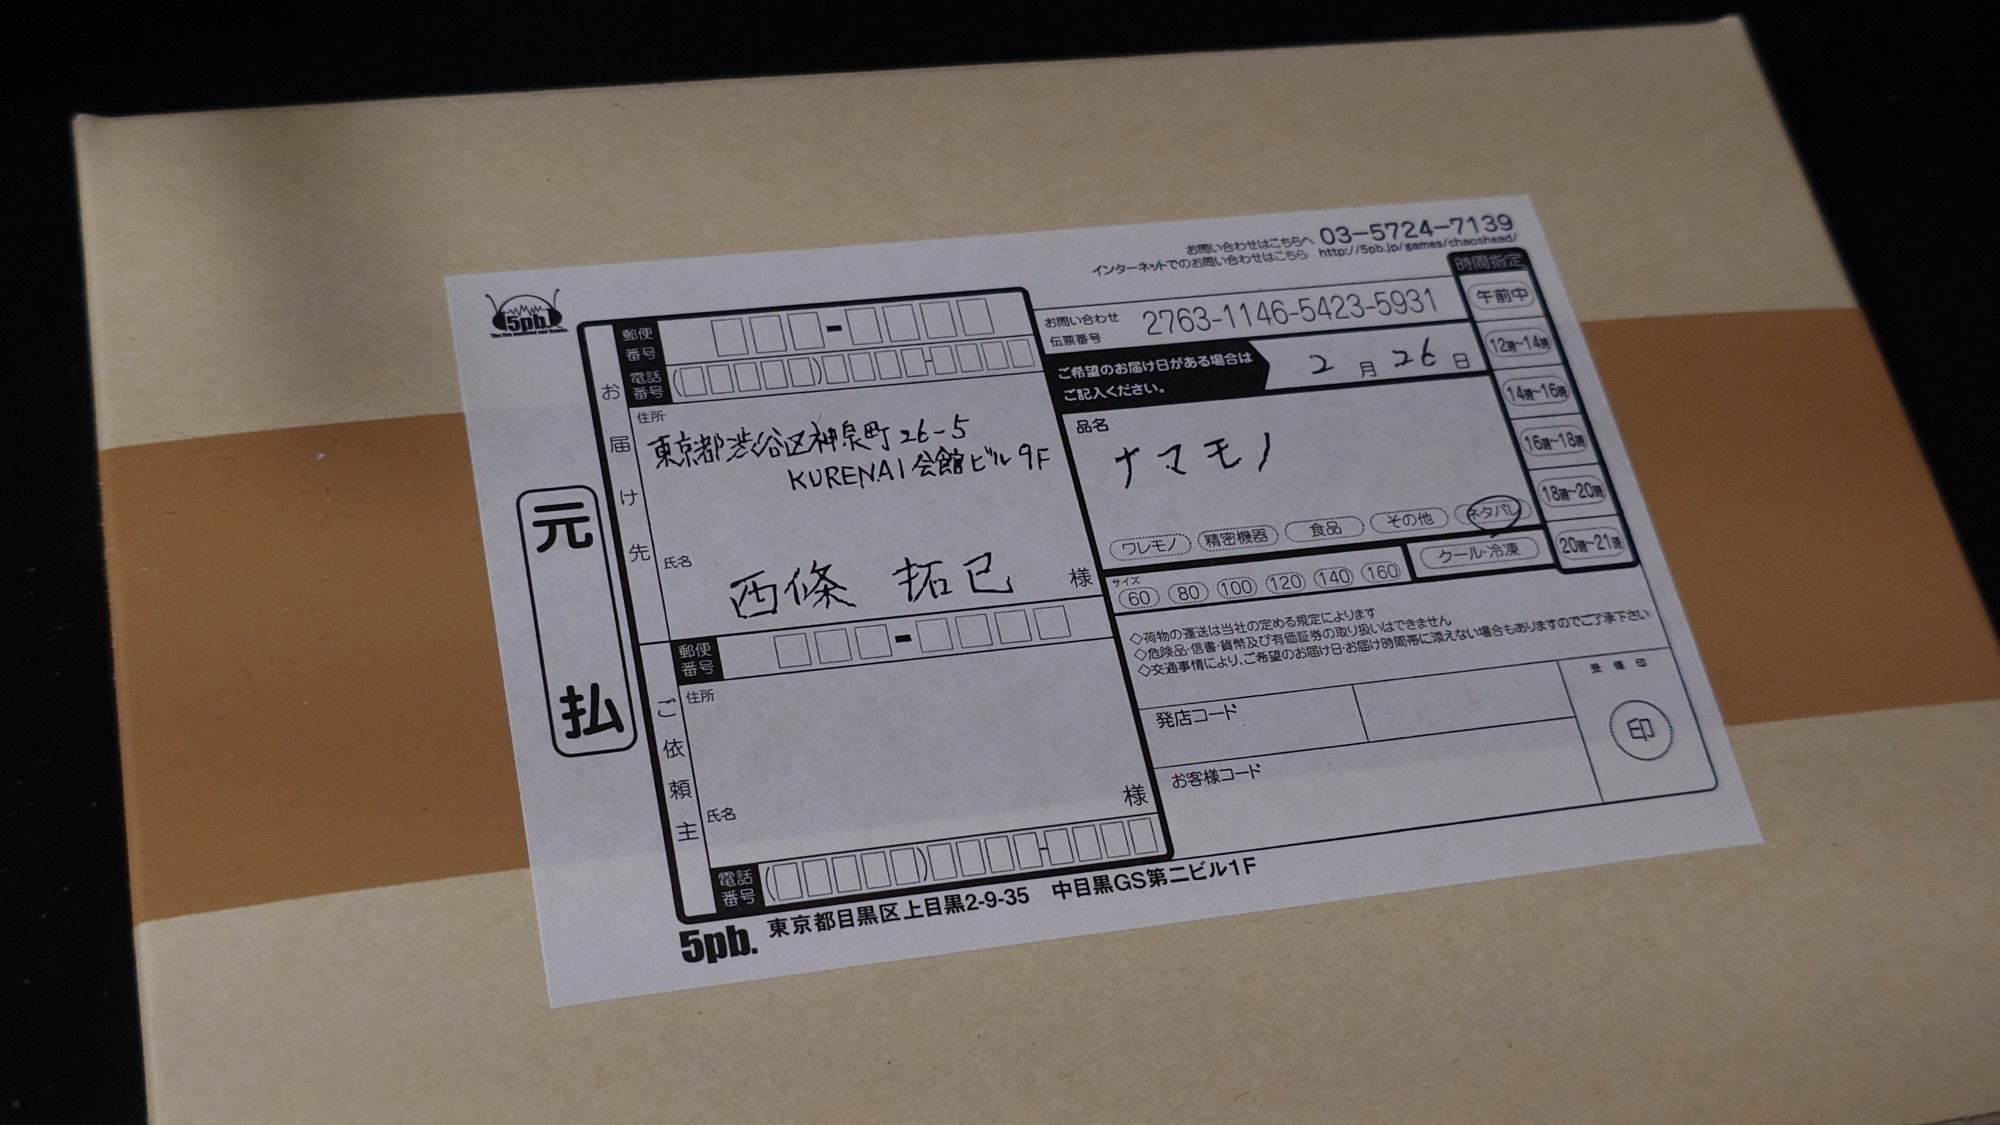 お問い合わせはこちらへ 03-5724-7139
インターネットでのお問い合わせはこちら http://5pb.jp/games/chaoshead/
5pb.
元払
お届け先
郵便番号
電話番号
住所
東京都渋谷区神泉町26-5
KURENAI会館ビル9F
氏名
西條 拓巳 様
ご依頼主
郵便番号
住所
氏名
様
電話番号
お問い合わせ伝票番号 2763-1146-5423-5931
ご希望のお届け日がある場合は
ご記入ください。
2月26日
品名
ナマモノ
ワレモノ 精密機器 食品 その他 ネタバレ
サイズ
60 80 100 120 140 160
クール・冷凍
時間指定
午前中
12時~14時
14時~16時
16時~18時
18時~20時
20時~21時
◇荷物の運送は当社の定める規定によります
◇危険品・信書・貨幣及び有価証券の取り扱いはできません
◇交通事情により、ご希望のお届け日・お届け時間帯に添えない場合もありますのでご了承下さい
発店コード
お客様コード
受領印
印
5pb. 東京都目黒区上目黒2-9-35 中目黒GS第二ビル1F